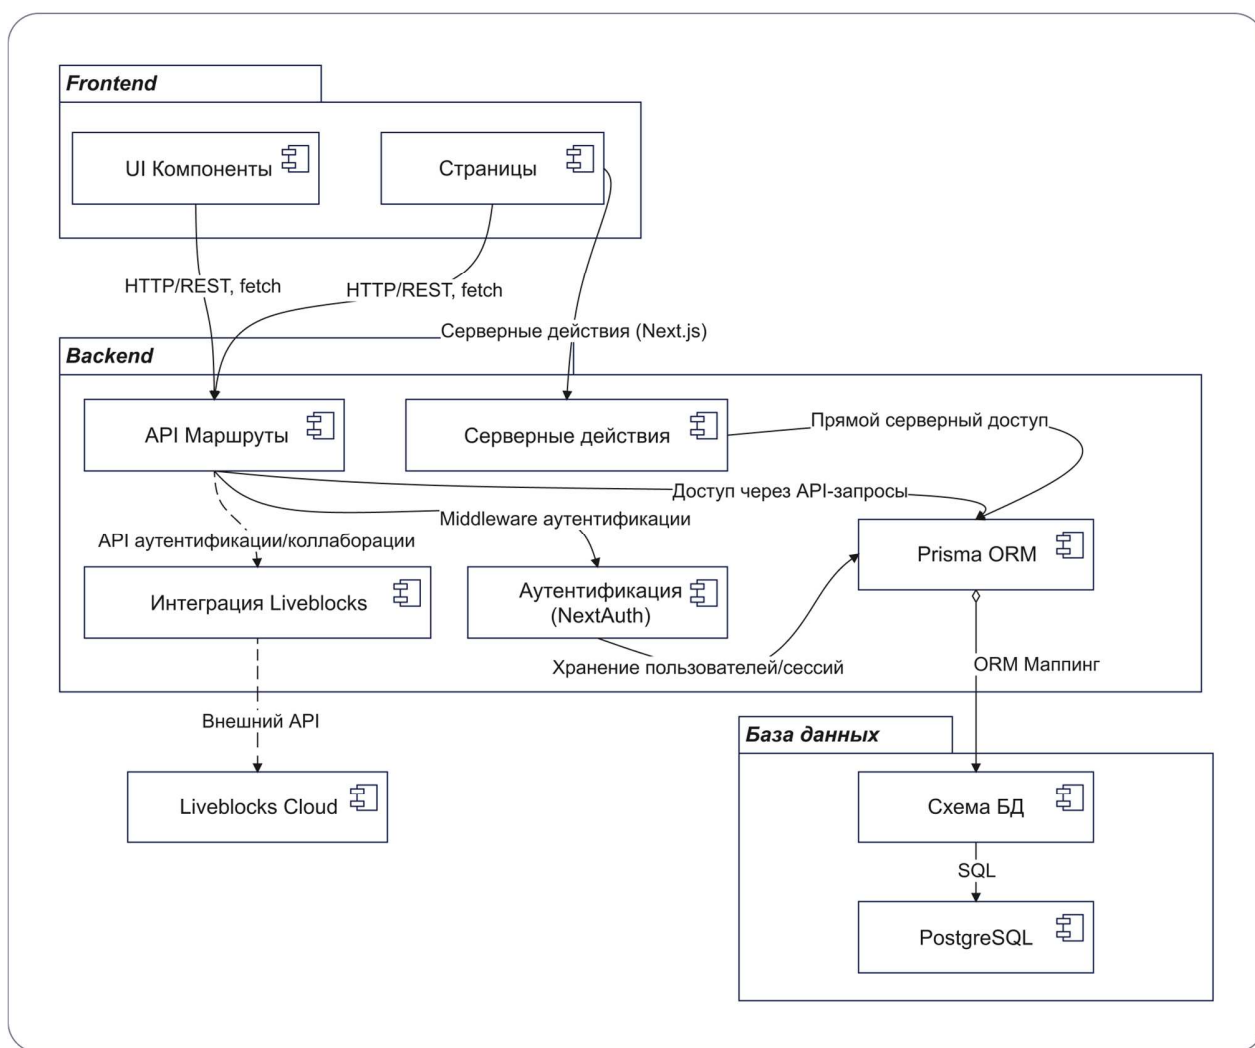 Frontend
UI Компоненты
Страницы
HTTP/REST, fetch
HTTP/REST, fetch
Серверные действия (Next.js)
Backend
API Маршруты
Серверные действия
Прямой серверный доступ
Доступ через API-запросы
Middleware аутентификации
API аутентификации/коллаборации
Prisma ORM
Интеграция Liveblocks
Аутентификация
(NextAuth)
Хранение пользователей/сессий
ORM Маппинг
Внешний API
База данных
Liveblocks Cloud
Схема БД
SQL
PostgreSQL